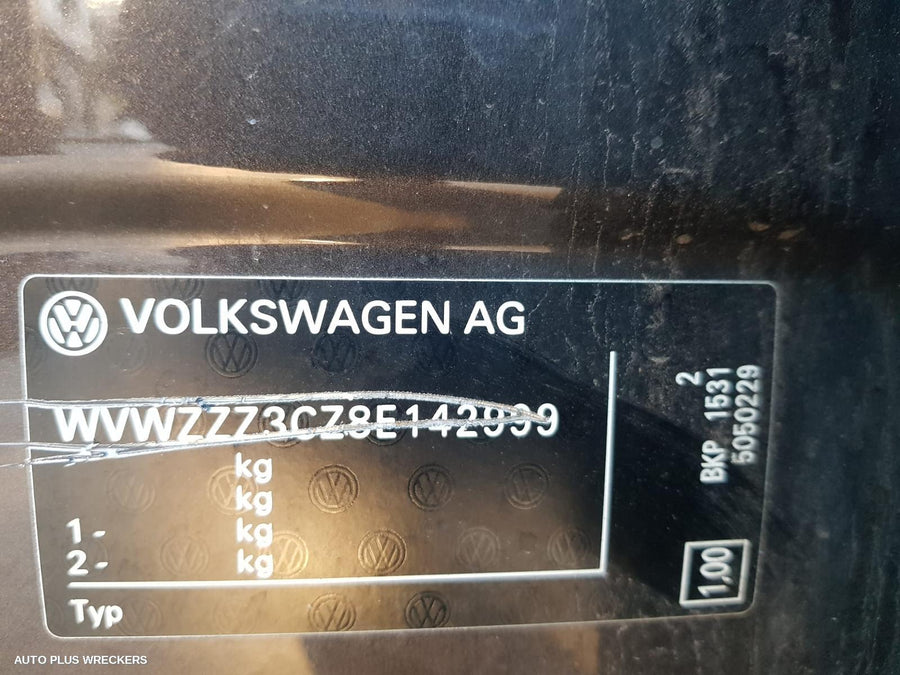 VOLKSWAGEN AG
WVWZZZ3CZ8E142999
kg
kg
1 - kg
2 - kg
Typ
2
BKP 1531
5050229
1,00
AUTO PLUS WRECKERS